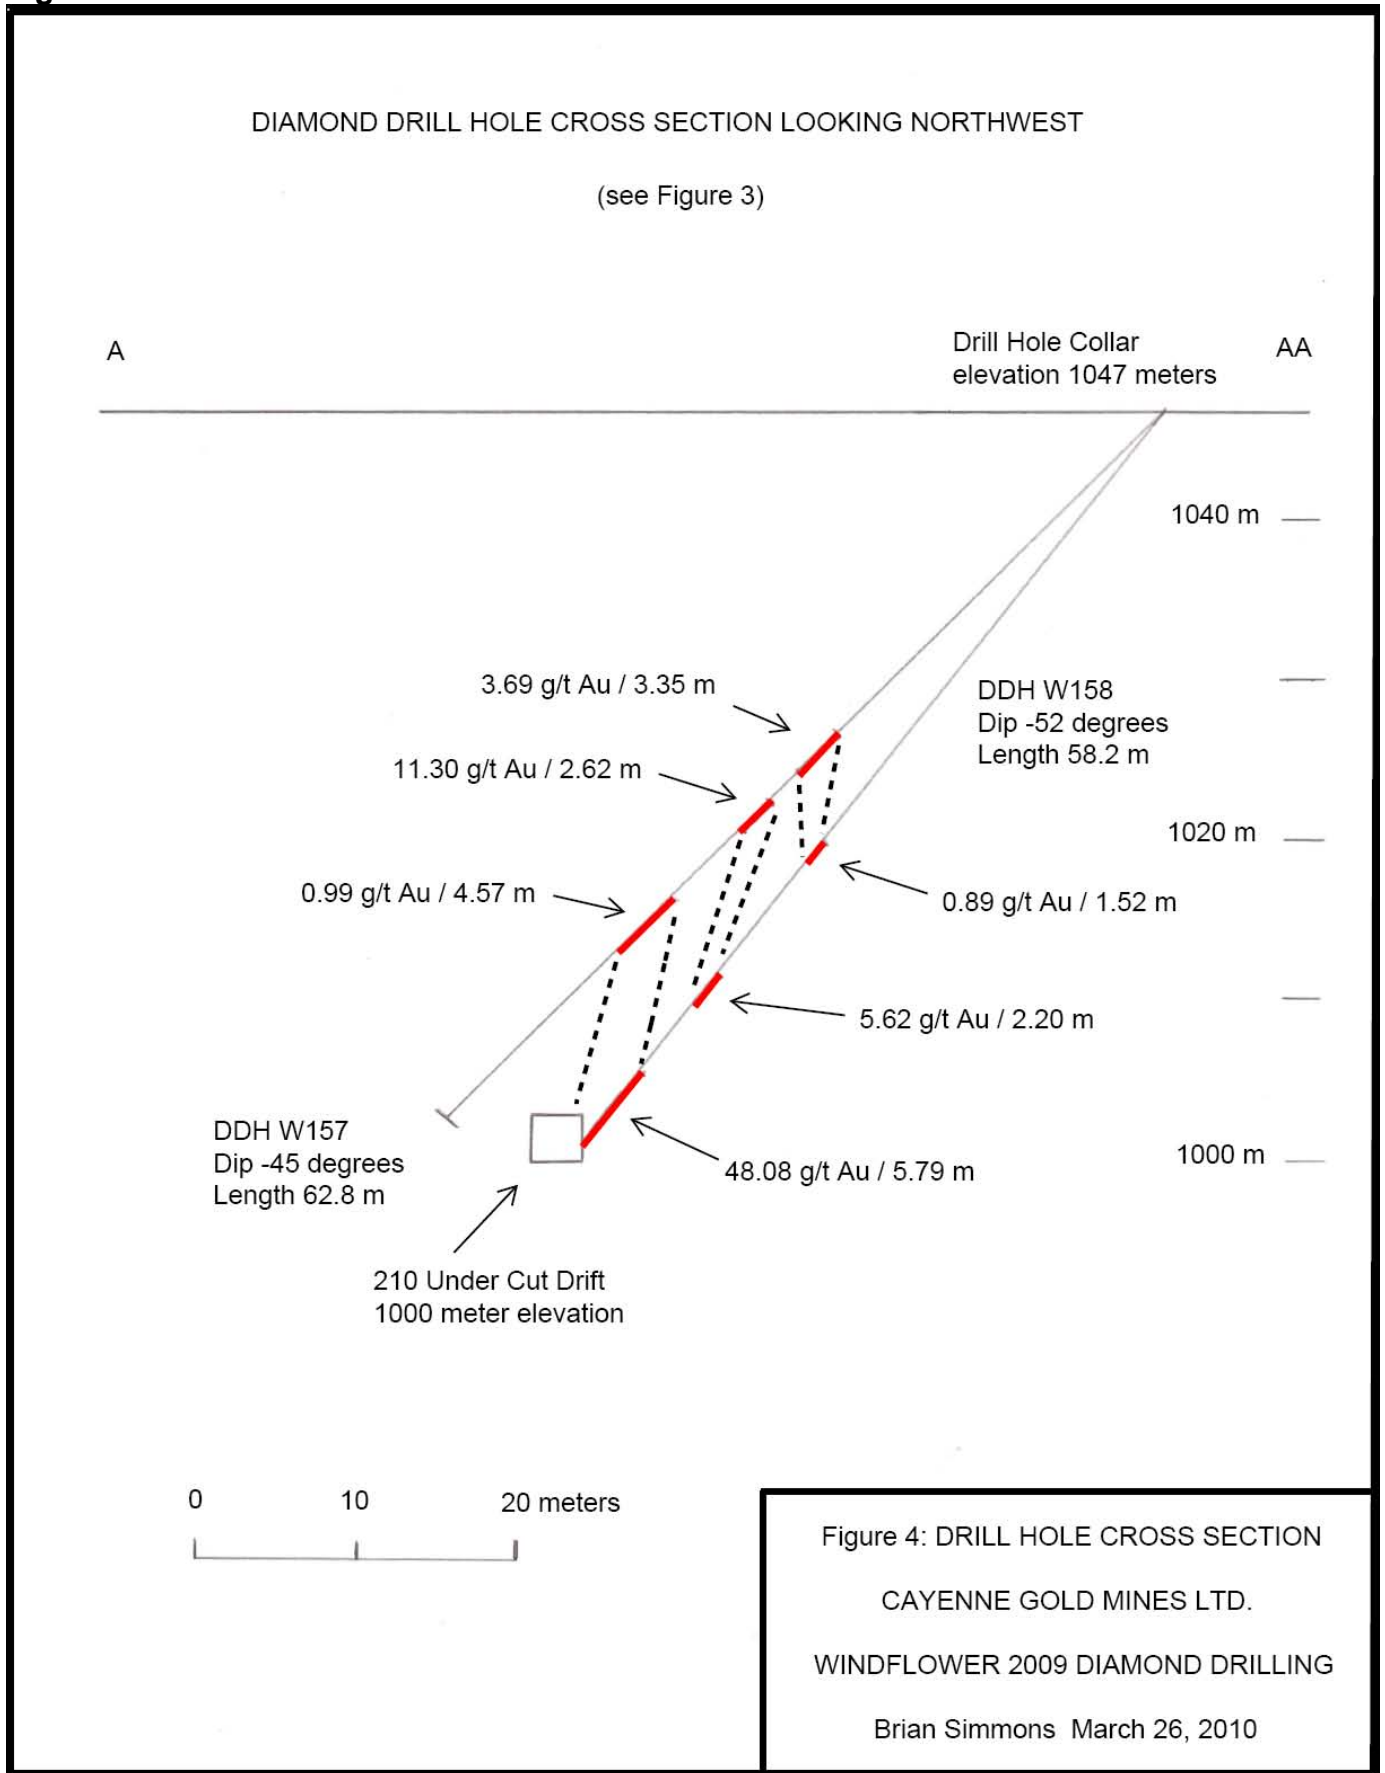 DIAMOND DRILL HOLE CROSS SECTION LOOKING NORTHWEST
(see Figure 3)
A
Drill Hole Collar
elevation 1047 meters
AA
1040 m
3.69 g/t Au / 3.35 m
DDH W158
Dip -52 degrees
Length 58.2 m
11.30 g/t Au / 2.62 m
1020 m
0.99 g/t Au / 4.57 m
0.89 g/t Au / 1.52 m
5.62 g/t Au / 2.20 m
DDH W157
Dip -45 degrees
Length 62.8 m
1000 m
48.08 g/t Au / 5.79 m
210 Under Cut Drift
1000 meter elevation
0 10 20 meters
Figure 4: DRILL HOLE CROSS SECTION
CAYENNE GOLD MINES LTD.
WINDFLOWER 2009 DIAMOND DRILLING
Brian Simmons March 26, 2010